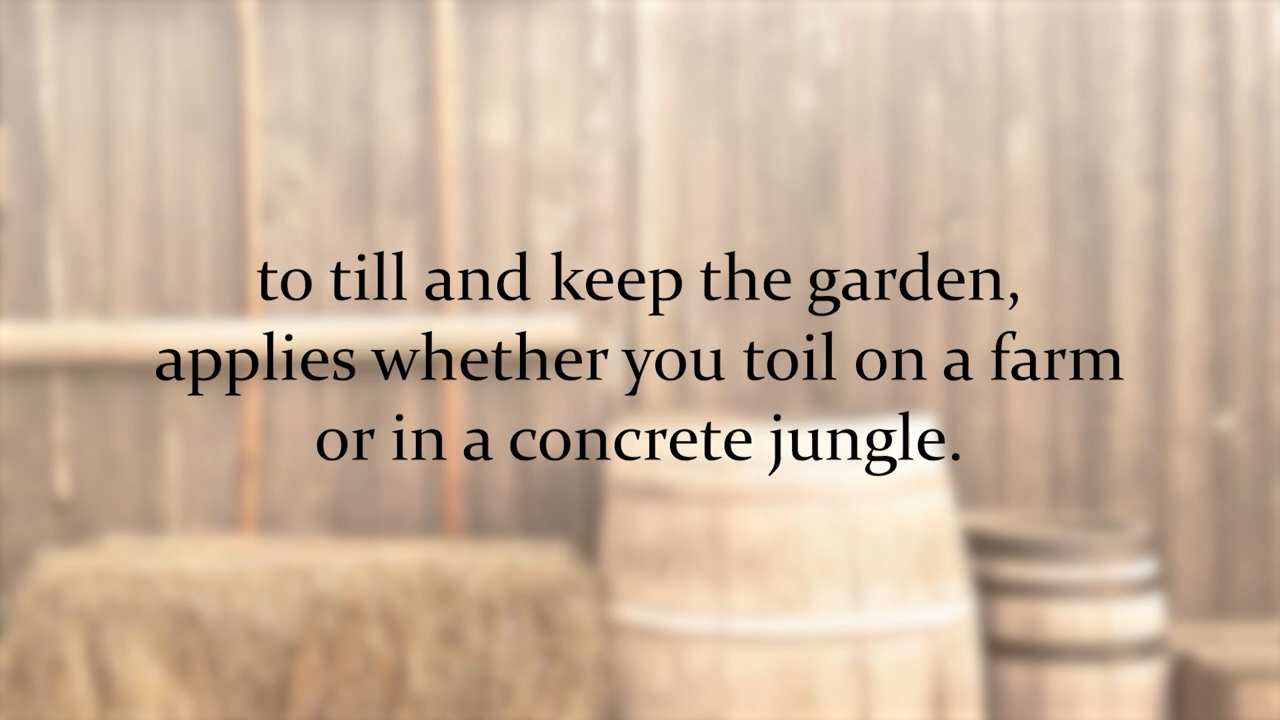 to till and keep the garden,
applies whether you toil on a farm
or in a concrete jungle.